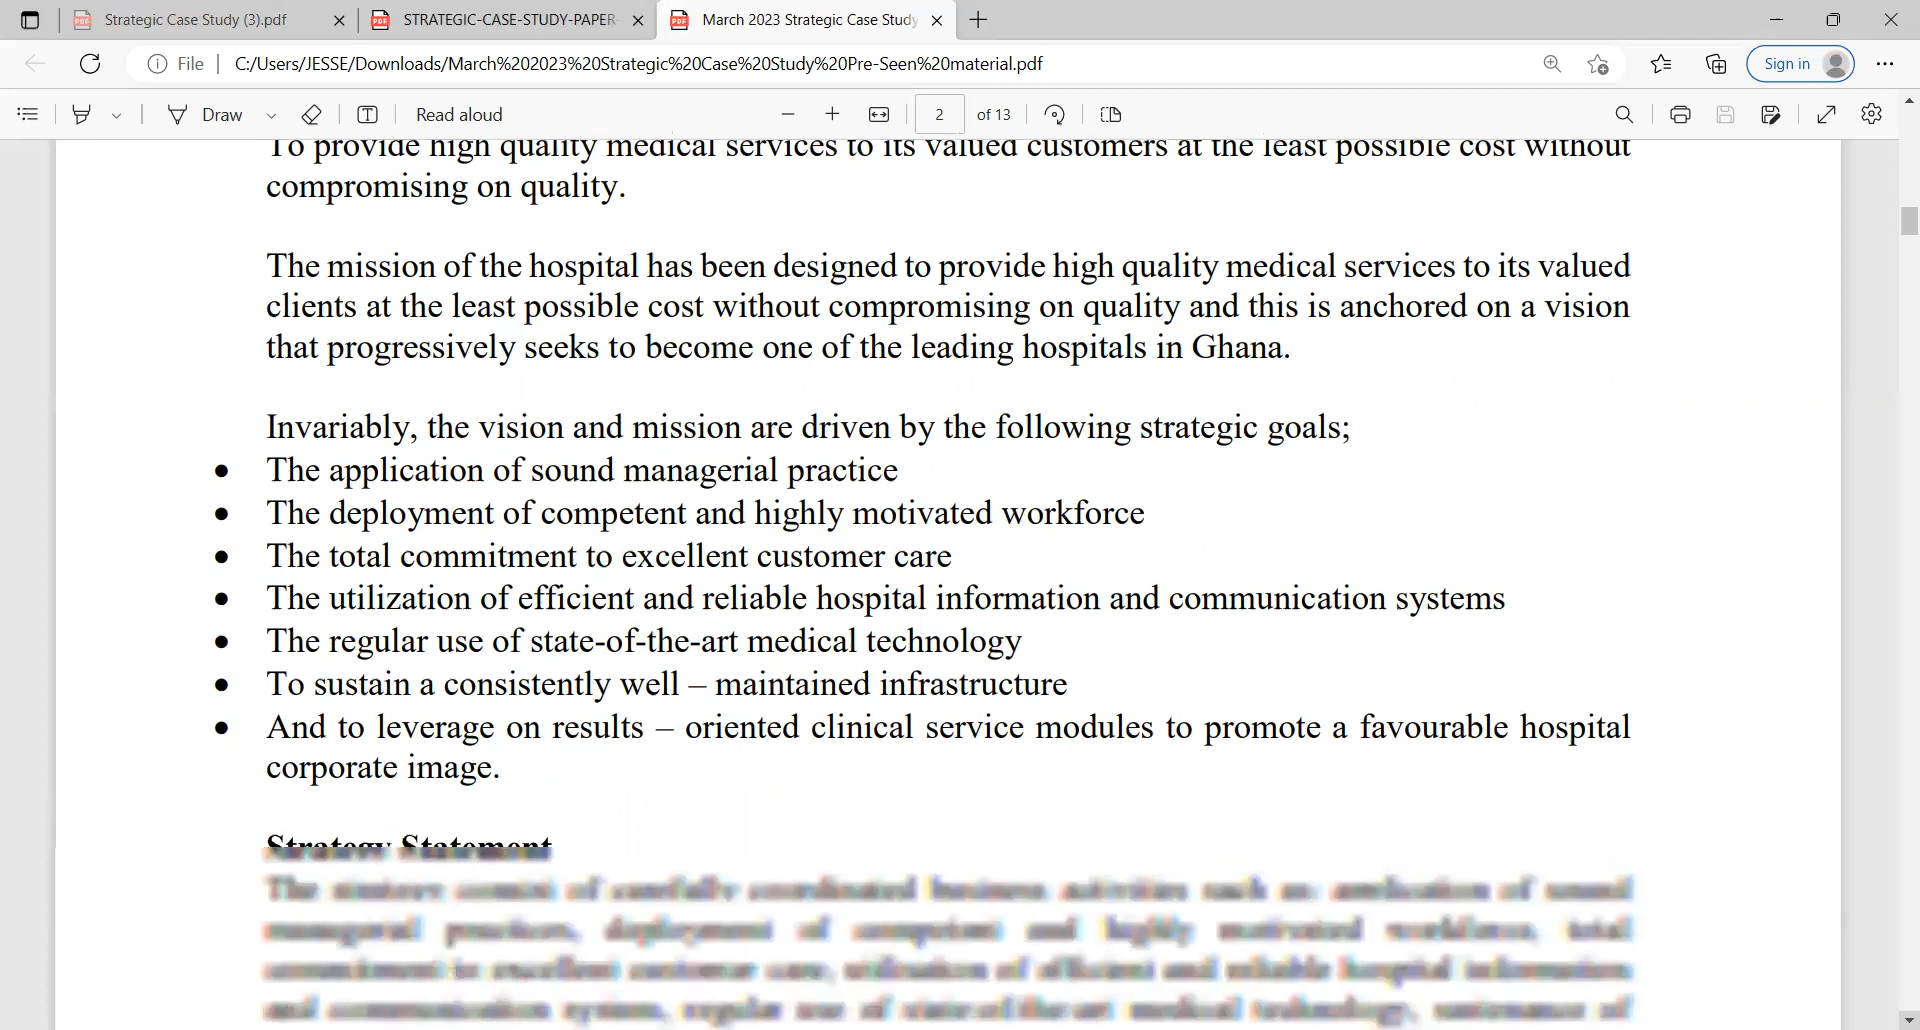 Strategic Case Study (3).pdf
STRATEGIC-CASE-STUDY-PAPER-
March 2023 Strategic Case Study
File
C:/Users/JESSE/Downloads/March%202023%20Strategic%20Case%20Study%20Pre-Seen%20material.pdf
Sign in
Draw
Read aloud
2
of 13
To provide high quality medical services to its valued customers at the least possible cost without
compromising on quality.
The mission of the hospital has been designed to provide high quality medical services to its valued
clients at the least possible cost without compromising on quality and this is anchored on a vision
that progressively seeks to become one of the leading hospitals in Ghana.
Invariably, the vision and mission are driven by the following strategic goals;
• The application of sound managerial practice
• The deployment of competent and highly motivated workforce
• The total commitment to excellent customer care
• The utilization of efficient and reliable hospital information and communication systems
• The regular use of state-of-the-art medical technology
• To sustain a consistently well – maintained infrastructure
• And to leverage on results – oriented clinical service modules to promote a favourable hospital
corporate image.
Strategy Statement